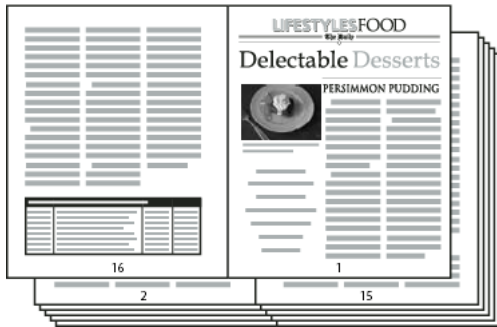 LIFESTYLESFOOD
The Daily
Delectable Desserts
PERSIMMON PUDDING
16
1
2
15